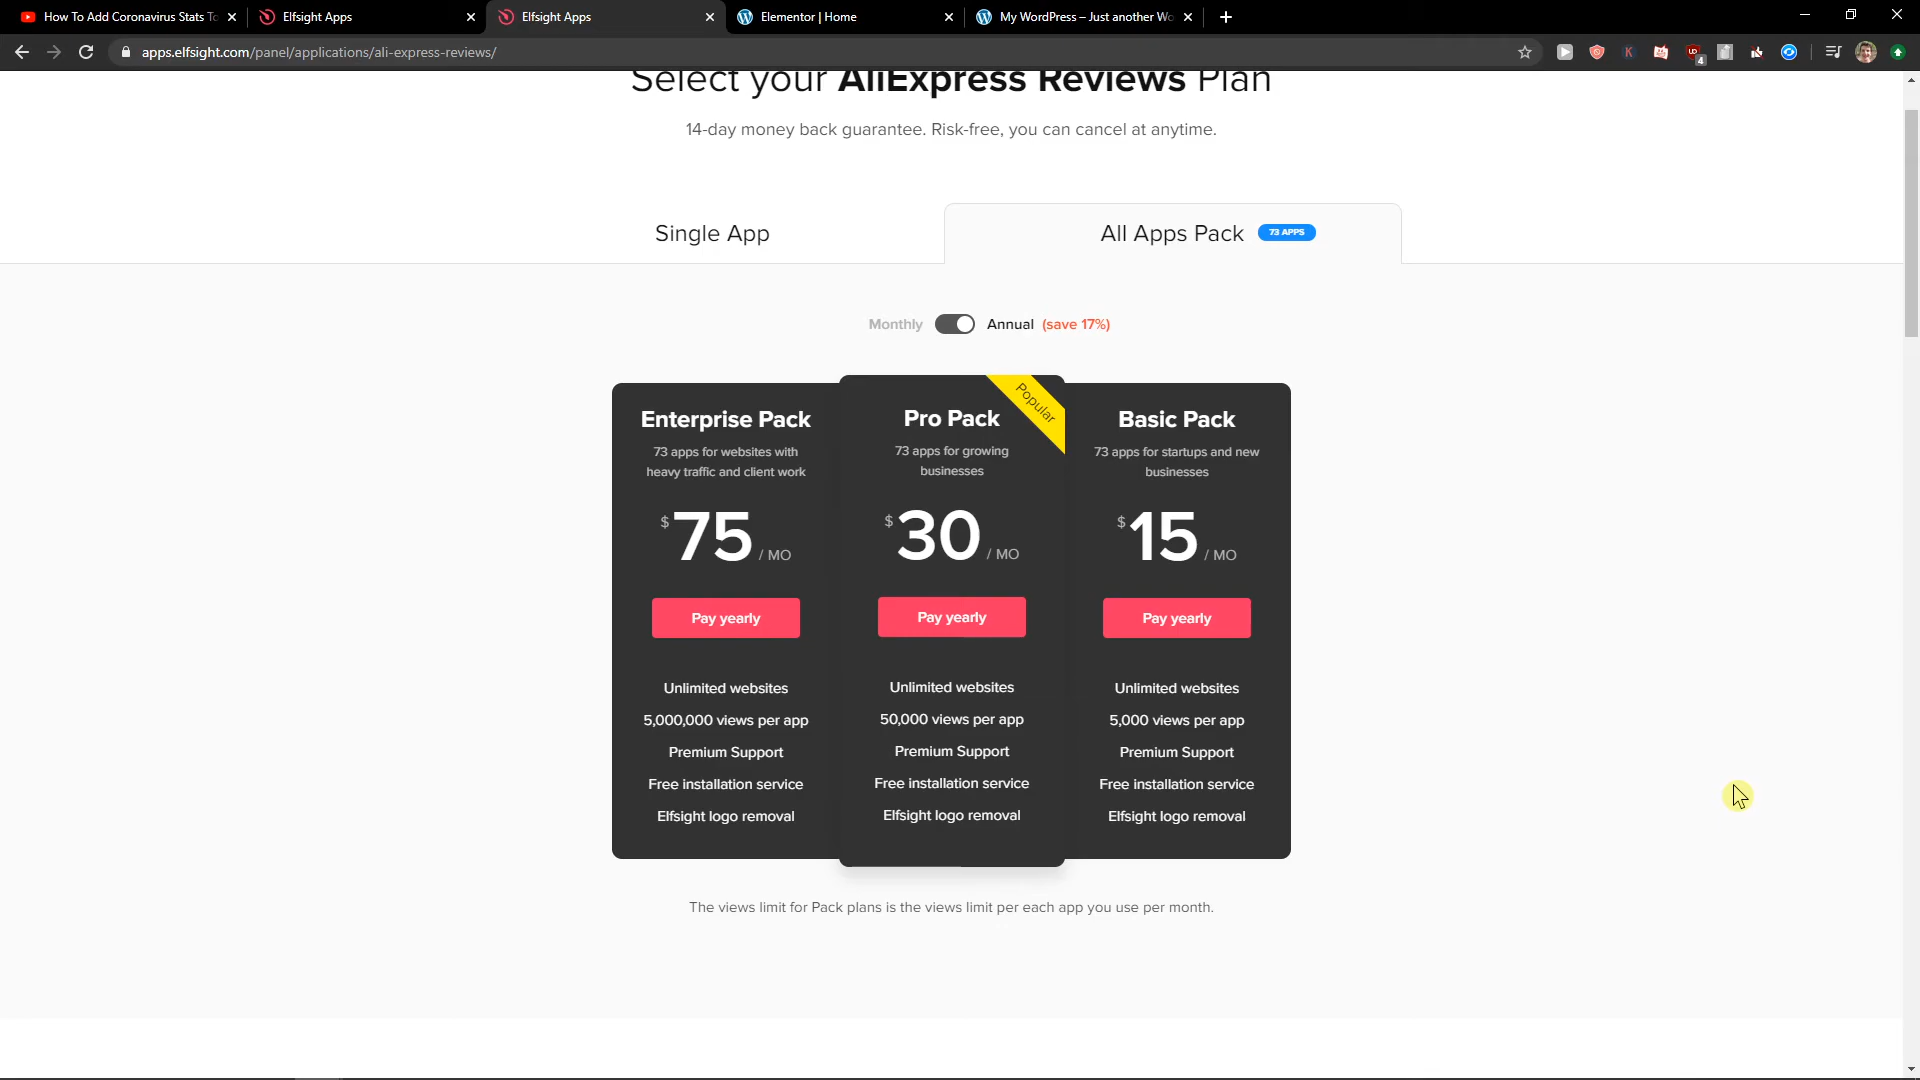 How To Add Coronavirus Stats To
Elfsight Apps
Elfsight Apps
Elementor | Home
My WordPress – Just another Wo
apps.elfsight.com/panel/applications/ali-express-reviews/
4
Select your AliExpress Reviews Plan
14-day money back guarantee. Risk-free, you can cancel at anytime.
Single App
All Apps Pack 73 APPS
Monthly Annual (save 17%)
Enterprise Pack
73 apps for websites with
heavy traffic and client work
$75 / MO
Pay yearly
Unlimited websites
5,000,000 views per app
Premium Support
Free installation service
Elfsight logo removal
Popular
Pro Pack
73 apps for growing
businesses
$30 / MO
Pay yearly
Unlimited websites
50,000 views per app
Premium Support
Free installation service
Elfsight logo removal
Basic Pack
73 apps for startups and new
businesses
$15 / MO
Pay yearly
Unlimited websites
5,000 views per app
Premium Support
Free installation service
Elfsight logo removal
The views limit for Pack plans is the views limit per each app you use per month.